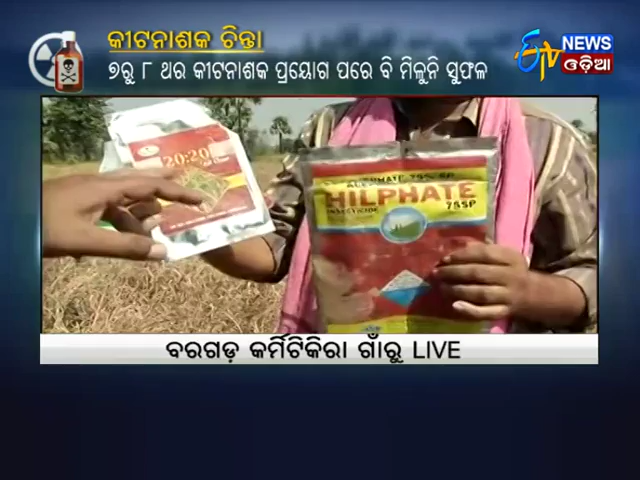 କୀଟନାଶକ ଚିନ୍ତା
୭ରୁ ୮ ଥର କୀଟନାଶକ ପ୍ରୟୋଗ ପରେ ବି ମିଳୁନି ସୁଫଳ
etv NEWS
ଓଡ଼ିଆ
20:20
HILPHATE
75SP
INSECTICIDE
ବରଗଡ଼ କର୍ମିଟିକିରା ଗାଁରୁ LIVE